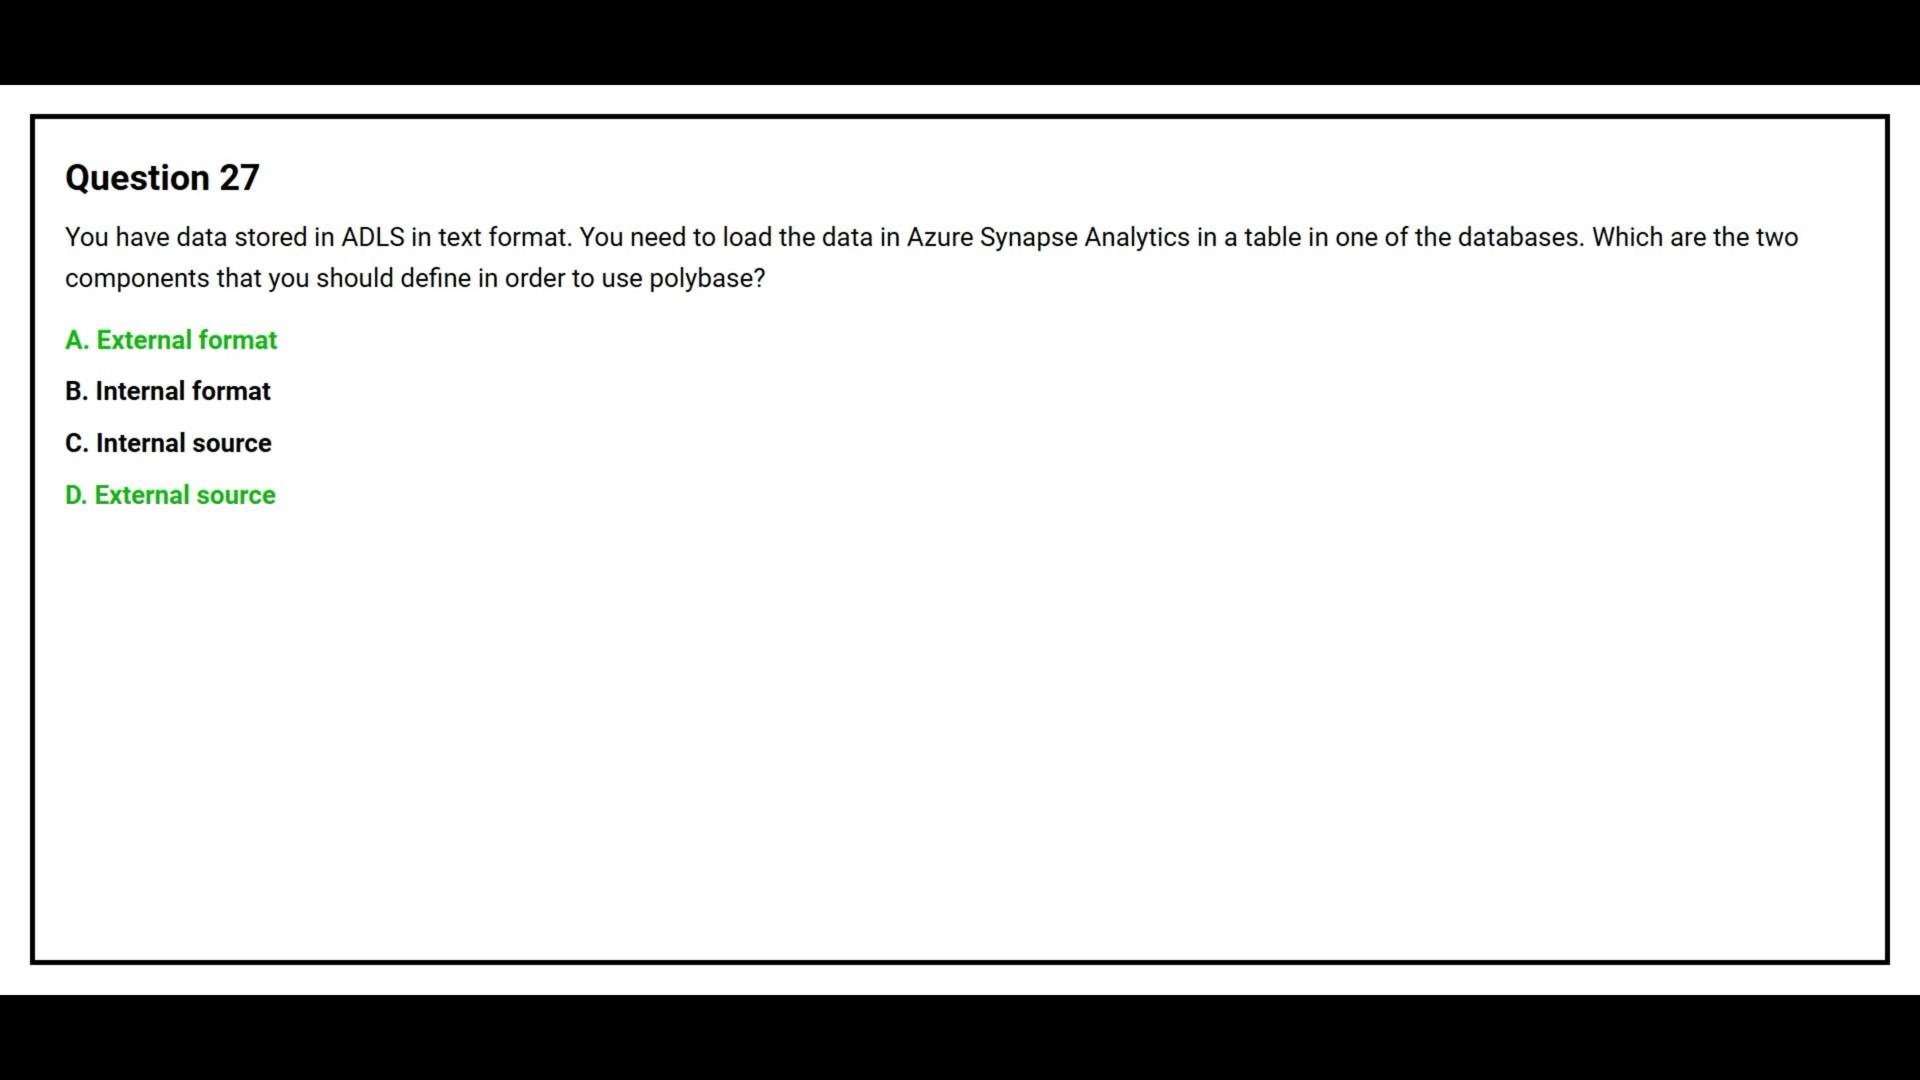 Question 27
You have data stored in ADLS in text format. You need to load the data in Azure Synapse Analytics in a table in one of the databases. Which are the two
components that you should define in order to use polybase?
A. External format
B. Internal format
C. Internal source
D. External source